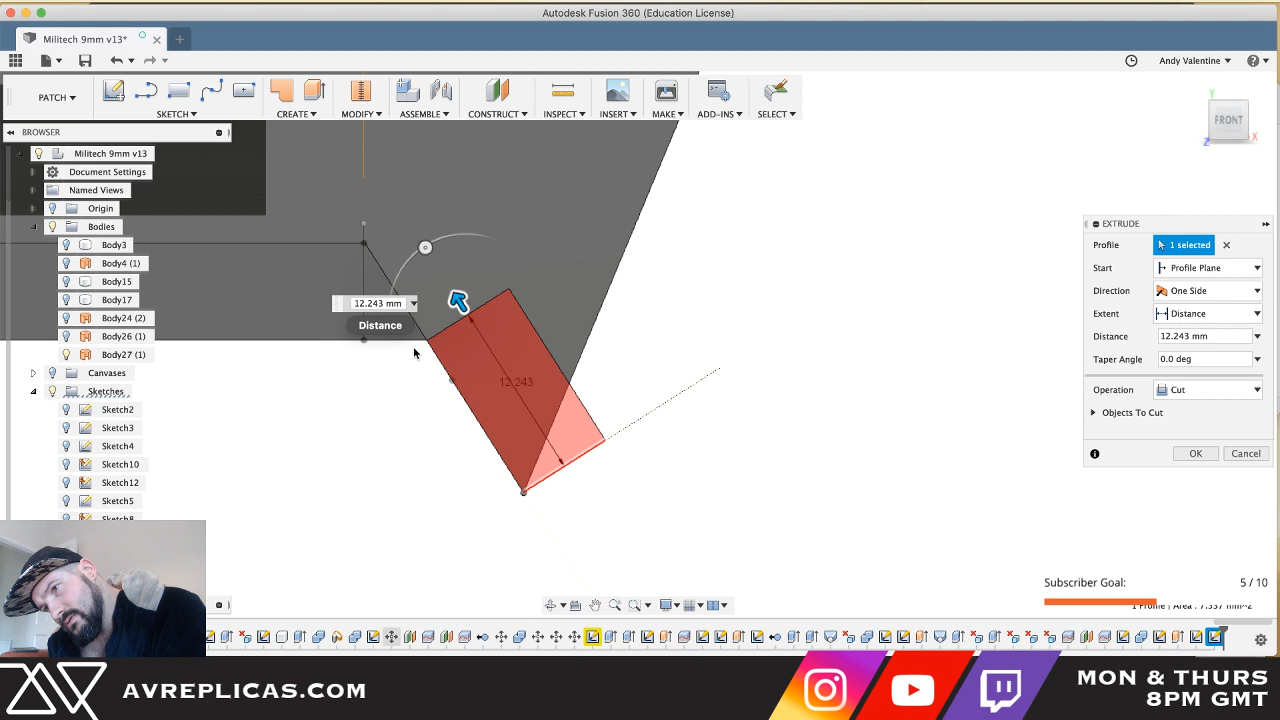 Autodesk Fusion 360 (Education License)
Militech 9mm v13*
Andy Valentine
PATCH
SKETCH
CREATE
MODIFY
ASSEMBLE
CONSTRUCT
INSPECT
INSERT
MAKE
ADD-INS
SELECT
BROWSER
Militech 9mm v13
Document Settings
Named Views
Origin
Bodies
Body3
Body4 (1)
Body15
Body17
Body24 (2)
Body26 (1)
Body27 (1)
Canvases
Sketches
Sketch2
Sketch3
Sketch4
Sketch10
Sketch12
Sketch5
12.243 mm
Distance
12.243
Y
FRONT
X
Z
EXTRUDE
Profile
1 selected
Start
Profile Plane
Direction
One Side
Extent
Distance
Distance
12.243 mm
Taper Angle
0.0 deg
Operation
Cut
Objects To Cut
OK
Cancel
Subscriber Goal:
5 / 10
AVREPLICAS.COM
MON & THURS
8PM GMT